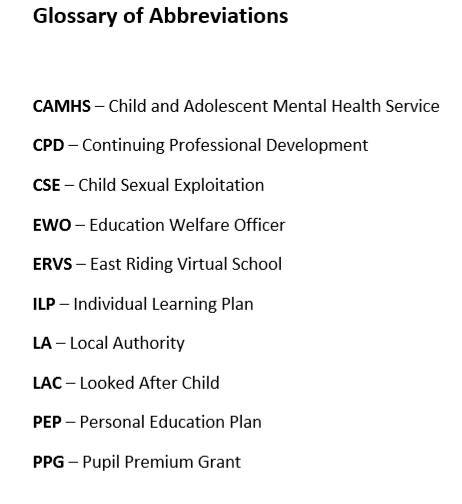 Glossary of Abbreviations
CAMHS – Child and Adolescent Mental Health Service
CPD – Continuing Professional Development
CSE – Child Sexual Exploitation
EWO – Education Welfare Officer
ERVS – East Riding Virtual School
ILP – Individual Learning Plan
LA – Local Authority
LAC – Looked After Child
PEP – Personal Education Plan
PPG – Pupil Premium Grant